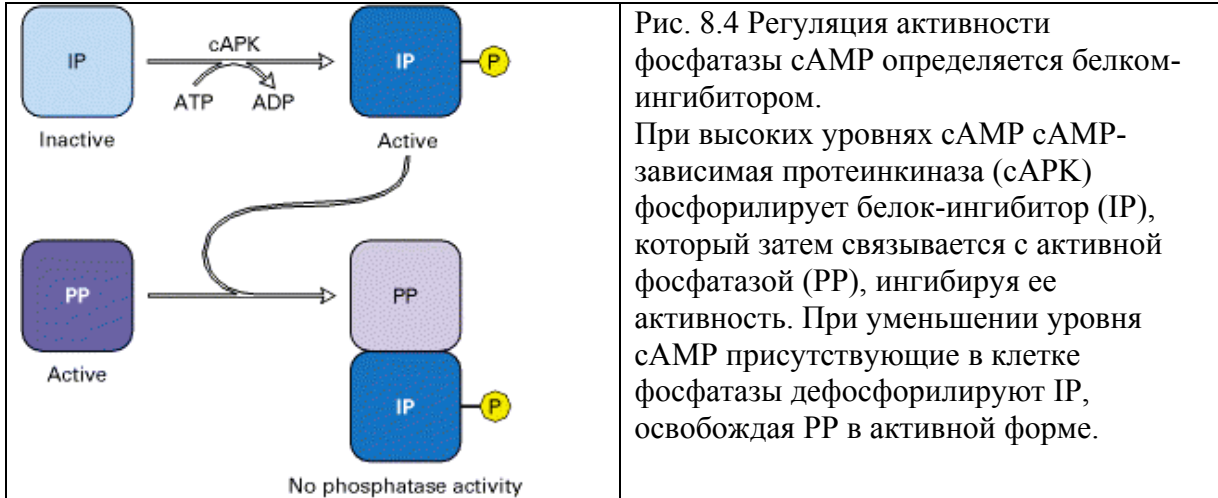 IP
cAPK
ATP
ADP
IP
P
Inactive
Active
PP
PP
Active
IP
P
No phosphatase activity
Рис. 8.4 Регуляция активности
фосфатазы cAMP определяется белком-
ингибитором.
При высоких уровнях cAMP cAMP-
зависимая протеинкиназа (cAPK)
фосфорилирует белок-ингибитор (IP),
который затем связывается с активной
фосфатазой (PP), ингибируя ее
активность. При уменьшении уровня
cAMP присутствующие в клетке
фосфатазы дефосфорилируют IP,
освобождая PP в активной форме.